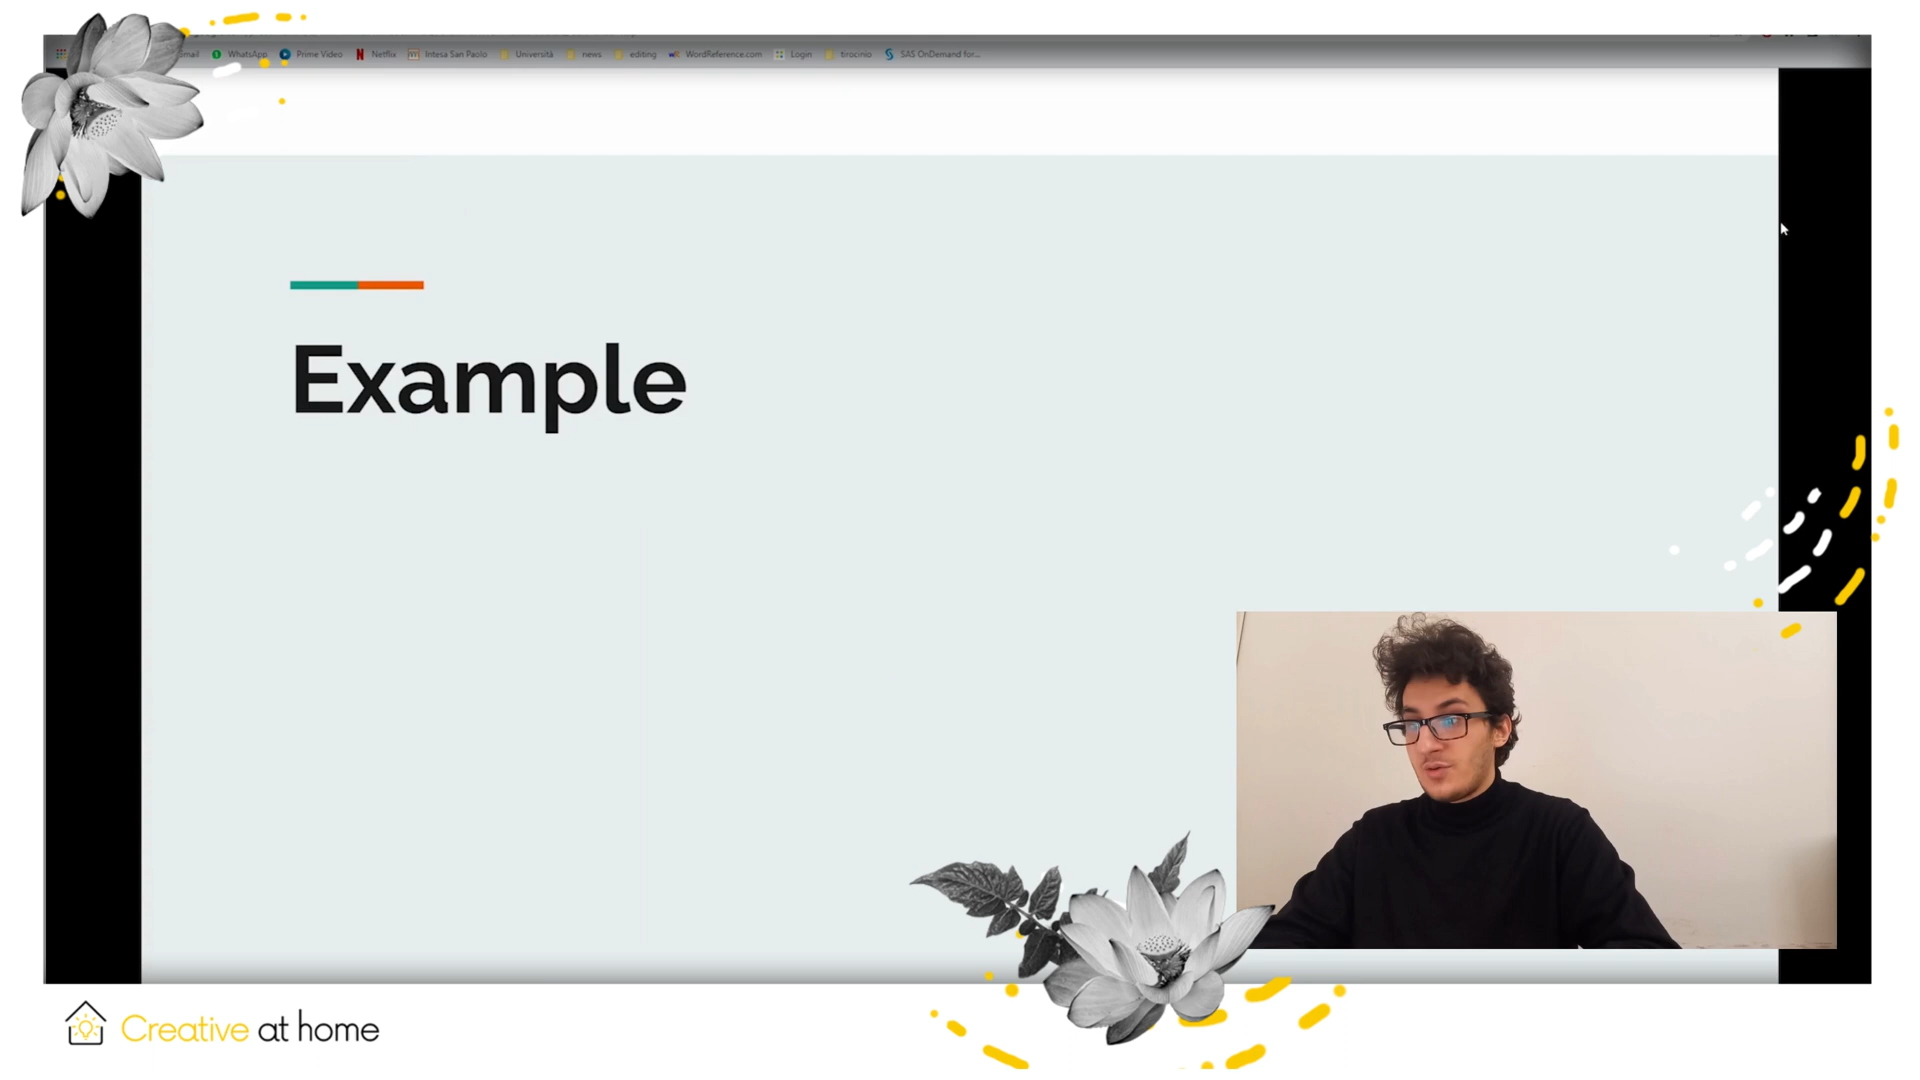 WhatsApp Prime Video Netflix Intesa San Paolo Università news editing WordReference.com Login tirocinio SAS OnDemand for...
Example
Creative at home